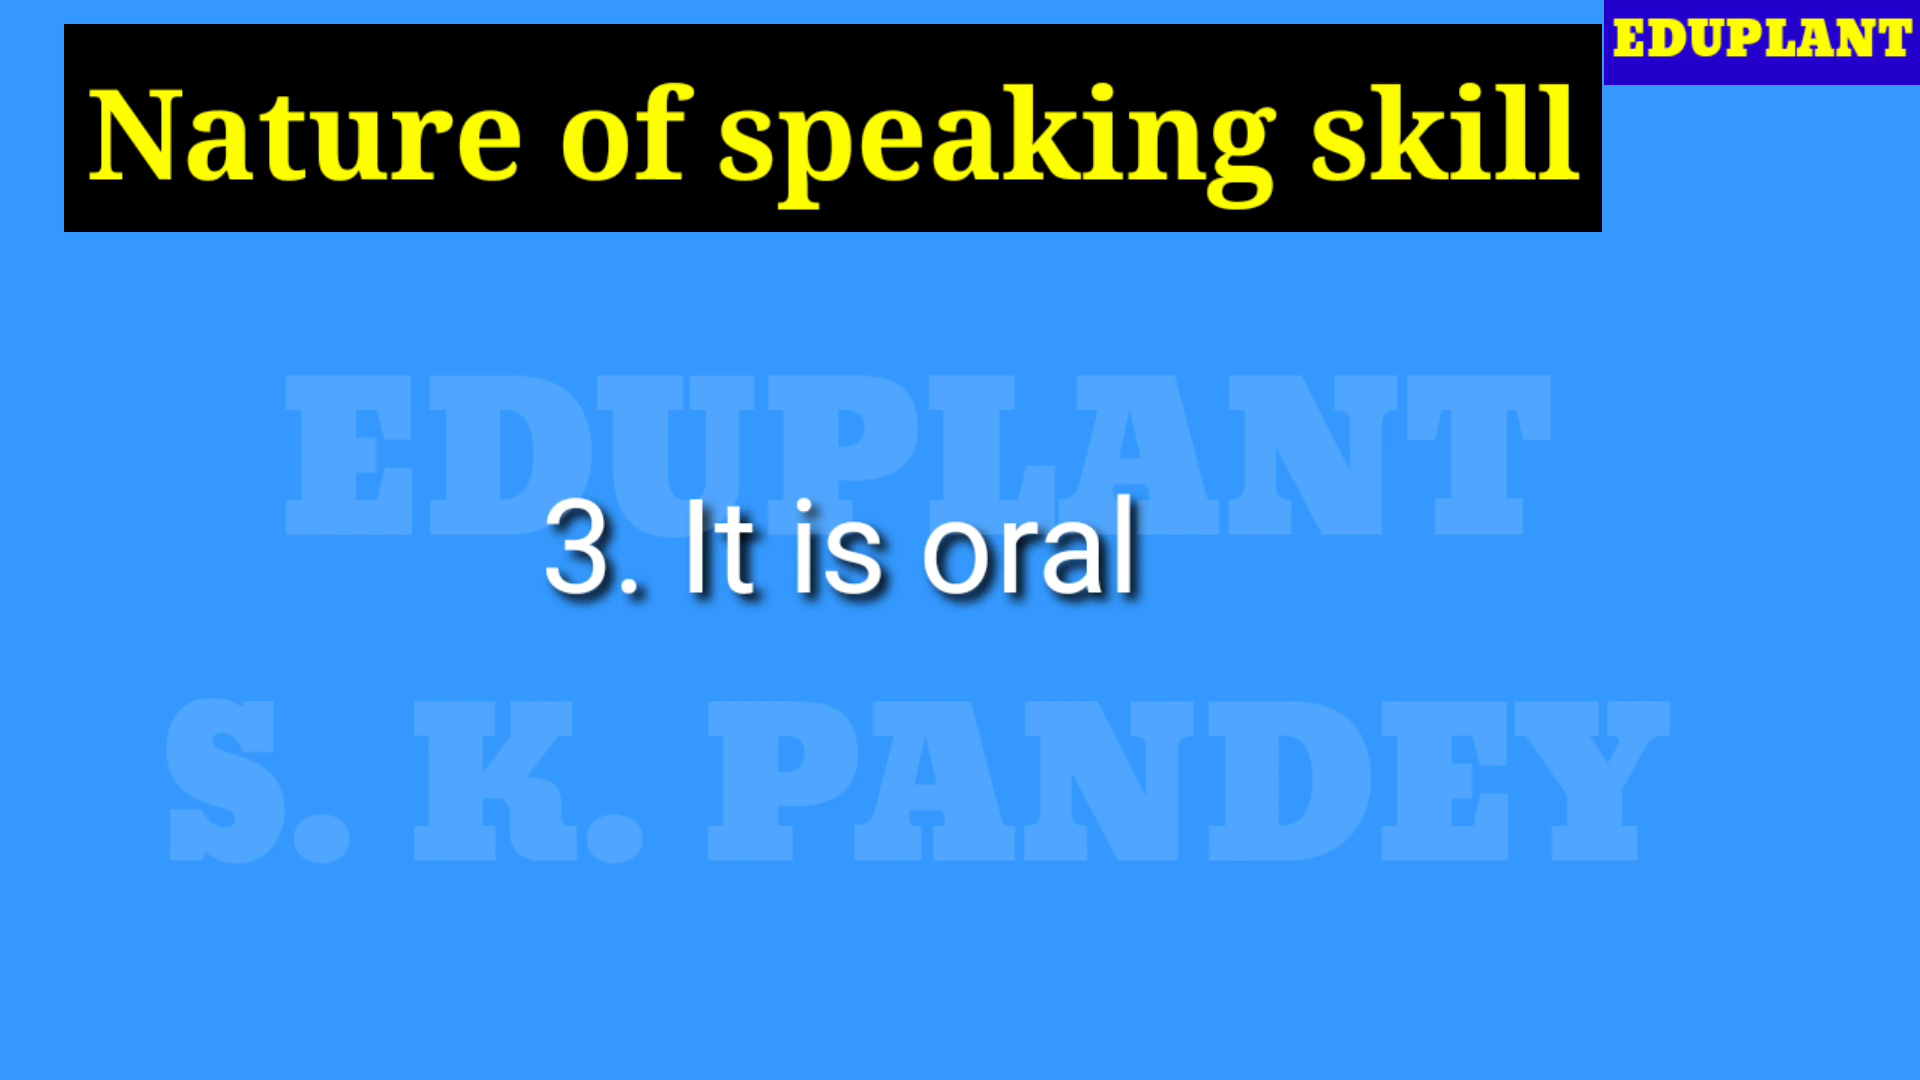 EDUPLANT
Nature of speaking skill
EDUPLANT
3. It is oral
S. K. PANDEY